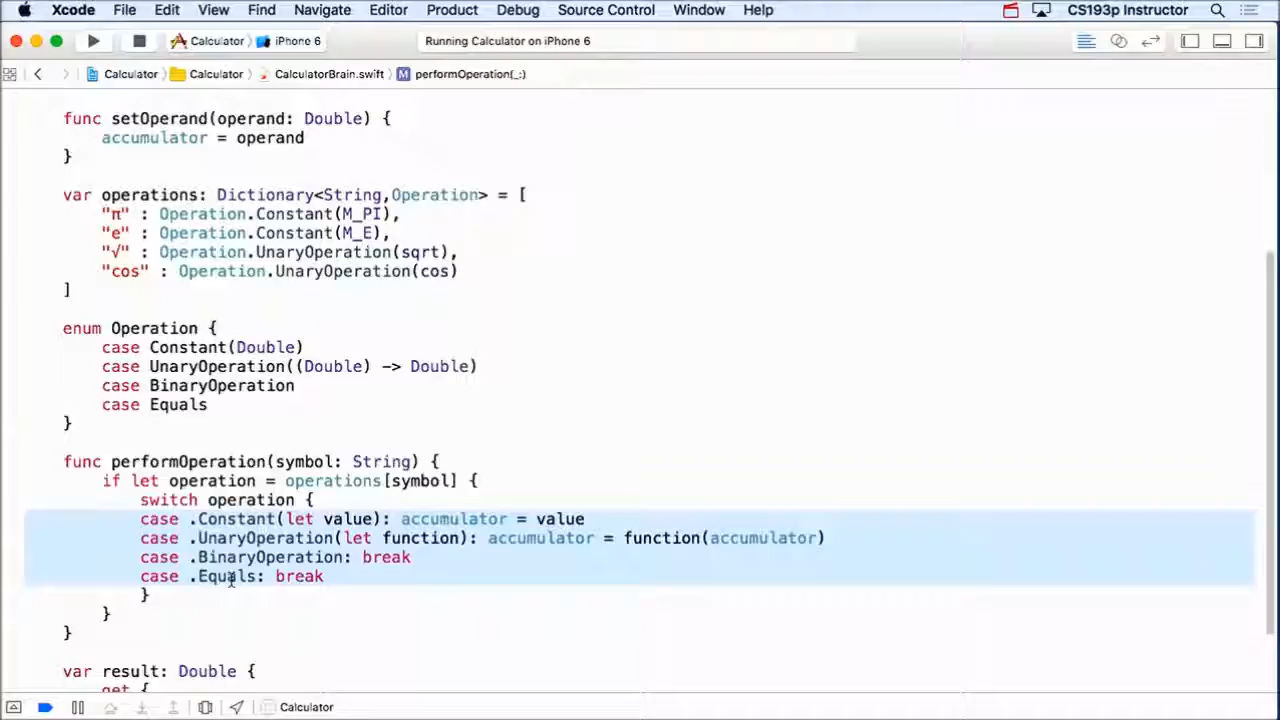 Xcode File Edit View Find Navigate Editor Product Debug Source Control Window Help CS193p Instructor
Calculator iPhone 6 Running Calculator on iPhone 6
Calculator Calculator CalculatorBrain.swift M performOperation(_:)
func setOperand(operand: Double) {
accumulator = operand
}
var operations: Dictionary<String,Operation> = [
"π" : Operation.Constant(M_PI),
"e" : Operation.Constant(M_E),
"√" : Operation.UnaryOperation(sqrt),
"cos" : Operation.UnaryOperation(cos)
]
enum Operation {
case Constant(Double)
case UnaryOperation((Double) -> Double)
case BinaryOperation
case Equals
}
func performOperation(symbol: String) {
if let operation = operations[symbol] {
switch operation {
case .Constant(let value): accumulator = value
case .UnaryOperation(let function): accumulator = function(accumulator)
case .BinaryOperation: break
case .Equals: break
}
}
}
var result: Double {
get {
Calculator